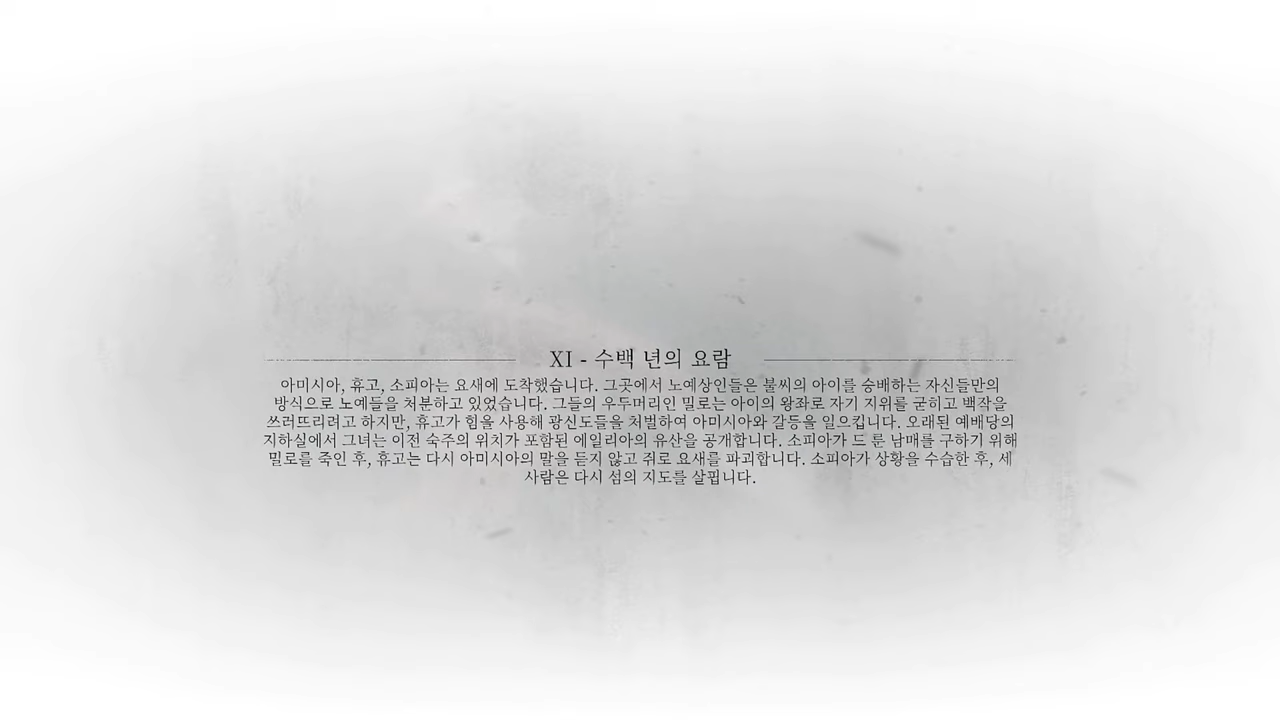 XI - 수백 년의 요람
아미시아, 휴고, 소피아는 요새에 도착했습니다. 그곳에서 노예상인들은 불씨의 아이를 숭배하는 자신들만의
방식으로 노예들을 처분하고 있었습니다. 그들의 우두머리인 밀로는 아이의 왕좌로 자기 지위를 굳히고 백작을
쓰러뜨리려고 하지만, 휴고가 힘을 사용해 광신도들을 처벌하여 아미시아와 갈등을 일으킵니다. 오래된 예배당의
지하실에서 그녀는 이전 숙주의 위치가 포함된 에일리아의 유산을 공개합니다. 소피아가 드 룬 남매를 구하기 위해
밀로를 죽인 후, 휴고는 다시 아미시아의 말을 듣지 않고 쥐로 요새를 파괴합니다. 소피아가 상황을 수습한 후, 세
사람은 다시 섬의 지도를 살핍니다.